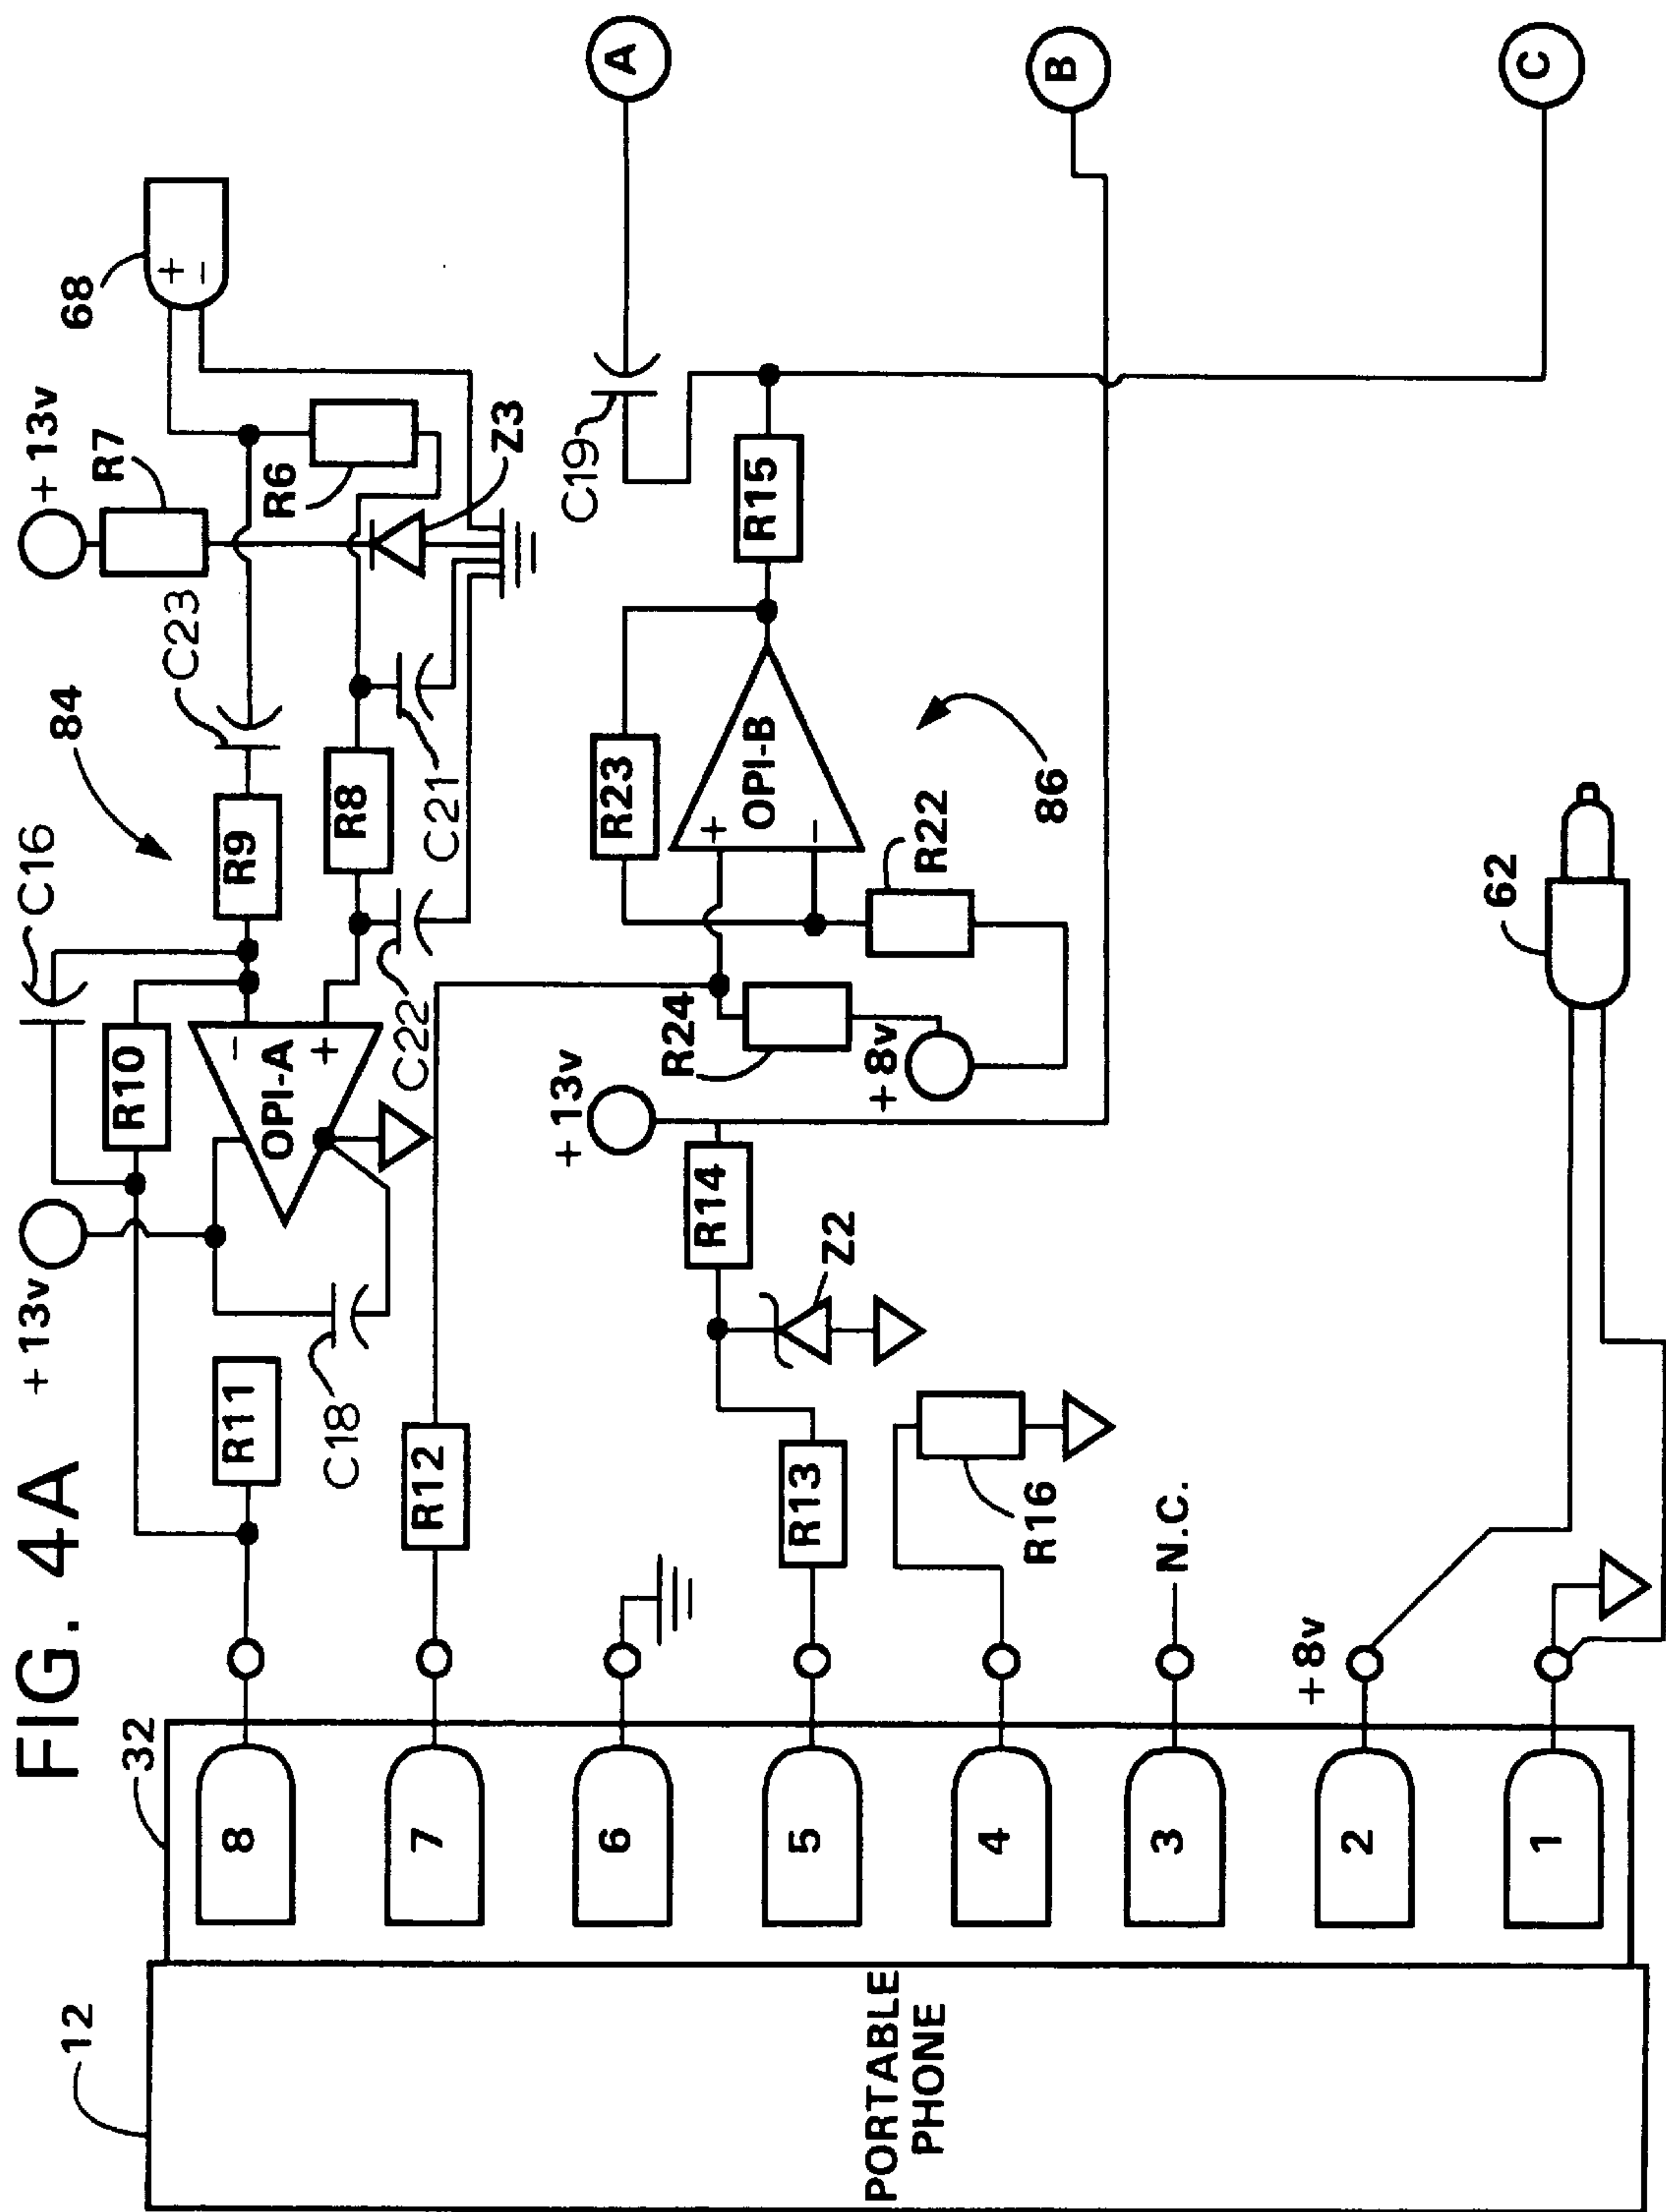 FIG. 4A
12
32
PORTABLE
PHONE
8
7
6
5
4
3
2
1
+8v
N.C.
R11
R12
R13
R16
+13v
C18
R10
C16
OPI-A
-
+
84
R9
C23
R8
C22
C21
+13v
R7
R6
Z3
68
+
-
R14
Z2
+13v
R24
+8v
R22
R23
OPI-B
+
-
86
R15
C19
62
A
B
C